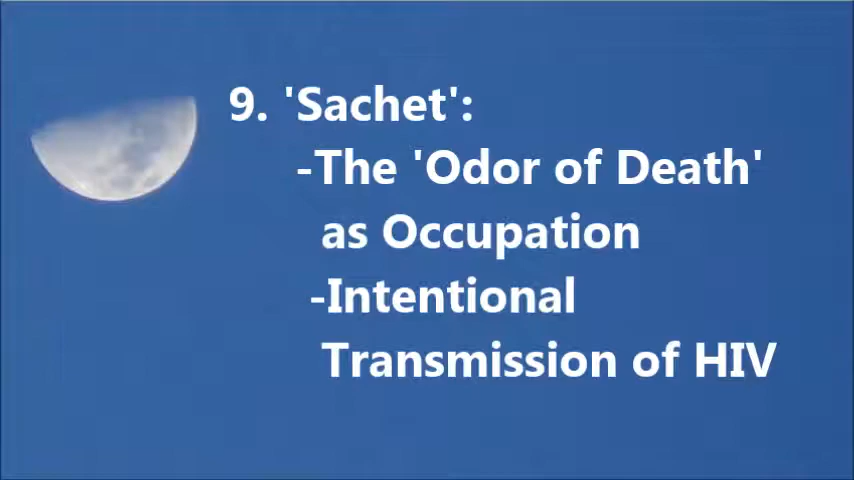 9. 'Sachet':
-The 'Odor of Death'
as Occupation
-Intentional
Transmission of HIV